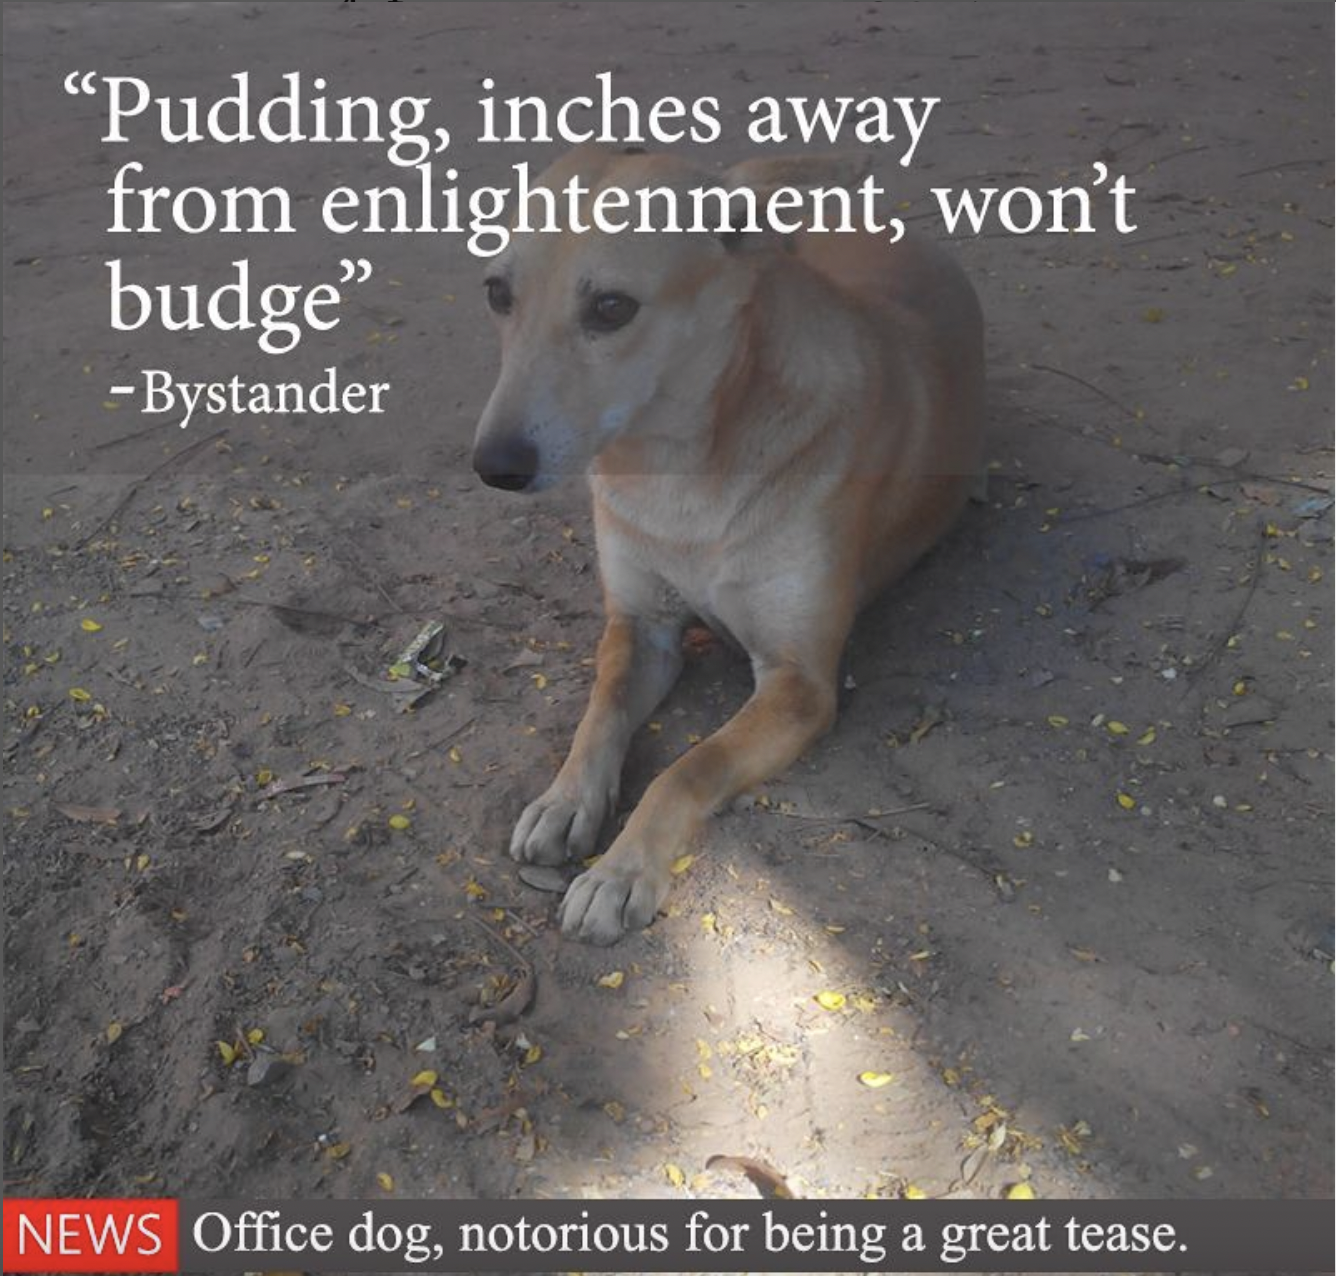 “Pudding, inches away
from enlightenment, won’t
budge”
-Bystander
NEWS Office dog, notorious for being a great tease.